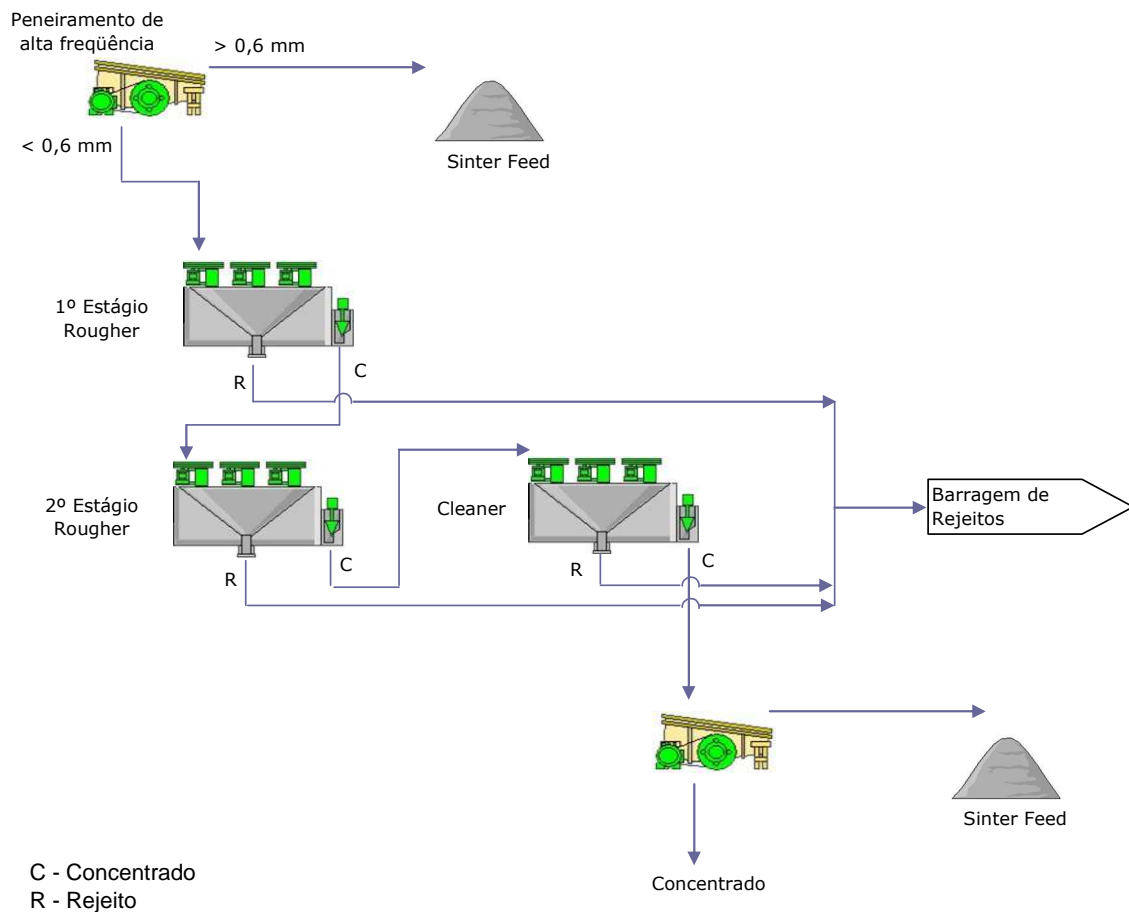 Peneiramento de
alta freqüência
> 0,6 mm
< 0,6 mm
Sinter Feed
1º Estágio
Rougher
R
C
2º Estágio
Rougher
R
C
Cleaner
R
C
Barragem de
Rejeitos
Sinter Feed
Concentrado
C - Concentrado
R - Rejeito